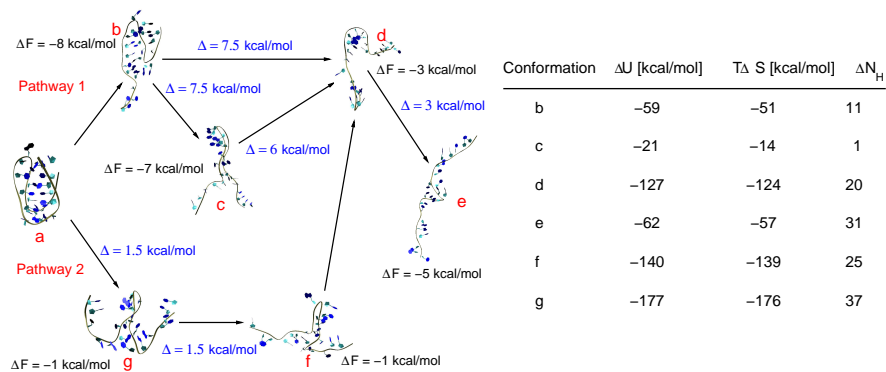 b
ΔF = −8 kcal/mol
Δ = 7.5 kcal/mol
d
ΔF = −3 kcal/mol
Pathway 1
Δ = 7.5 kcal/mol
Δ = 3 kcal/mol
Δ = 6 kcal/mol
ΔF = −7 kcal/mol
c
e
a
Δ = 1.5 kcal/mol
Pathway 2
ΔF = −5 kcal/mol
Δ = 1.5 kcal/mol
ΔF = −1 kcal/mol
g
f
ΔF = −1 kcal/mol
Conformation ΔU [kcal/mol] TΔ S [kcal/mol] ΔN_H
b −59 −51 11
c −21 −14 1
d −127 −124 20
e −62 −57 31
f −140 −139 25
g −177 −176 37